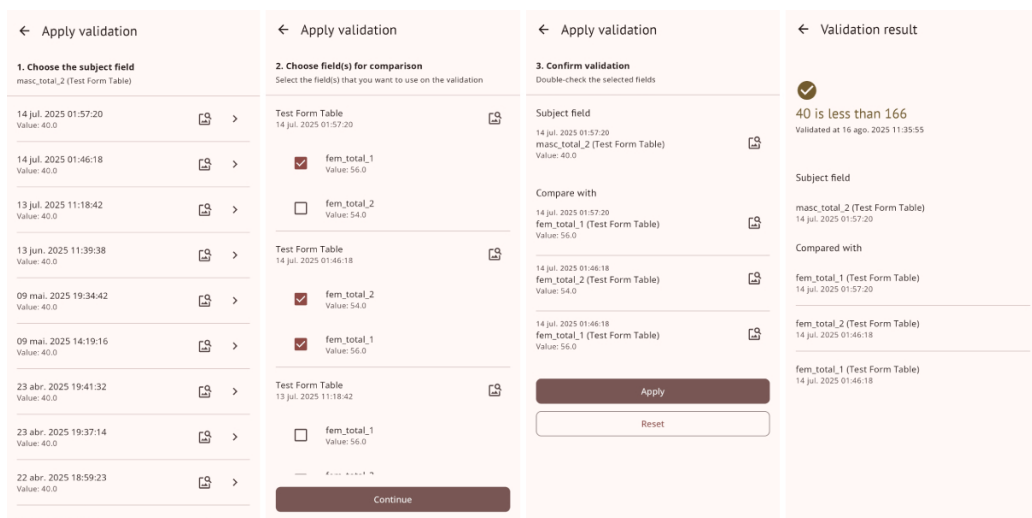 Apply validation
1. Choose the subject field
masc_total_2 (Test Form Table)
14 jul. 2025 01:57:20
Value: 40.0
14 jul. 2025 01:46:18
Value: 40.0
13 jul. 2025 11:18:42
Value: 40.0
13 jun. 2025 11:39:38
Value: 40.0
09 mai. 2025 19:34:42
Value: 40.0
09 mai. 2025 14:19:16
Value: 40.0
23 abr. 2025 19:41:32
Value: 40.0
23 abr. 2025 19:37:14
Value: 40.0
22 abr. 2025 18:59:23
Value: 40.0
Apply validation
2. Choose field(s) for comparison
Select the field(s) that you want to use on the validation
Test Form Table
14 jul. 2025 01:57:20
fem_total_1
Value: 56.0
fem_total_2
Value: 54.0
Test Form Table
14 jul. 2025 01:46:18
fem_total_2
Value: 54.0
fem_total_1
Value: 56.0
Test Form Table
13 jul. 2025 11:18:42
fem_total_1
Value: 56.0
Continue
Apply validation
3. Confirm validation
Double-check the selected fields
Subject field
14 jul. 2025 01:57:20
masc_total_2 (Test Form Table)
Value: 40.0
Compare with
14 jul. 2025 01:57:20
fem_total_1 (Test Form Table)
Value: 56.0
14 jul. 2025 01:46:18
fem_total_2 (Test Form Table)
Value: 54.0
14 jul. 2025 01:46:18
fem_total_1 (Test Form Table)
Value: 56.0
Apply
Reset
Validation result
40 is less than 166
Validated at 16 ago. 2025 11:35:55
Subject field
masc_total_2 (Test Form Table)
14 jul. 2025 01:57:20
Compared with
fem_total_1 (Test Form Table)
14 jul. 2025 01:57:20
fem_total_2 (Test Form Table)
14 jul. 2025 01:46:18
fem_total_1 (Test Form Table)
14 jul. 2025 01:46:18